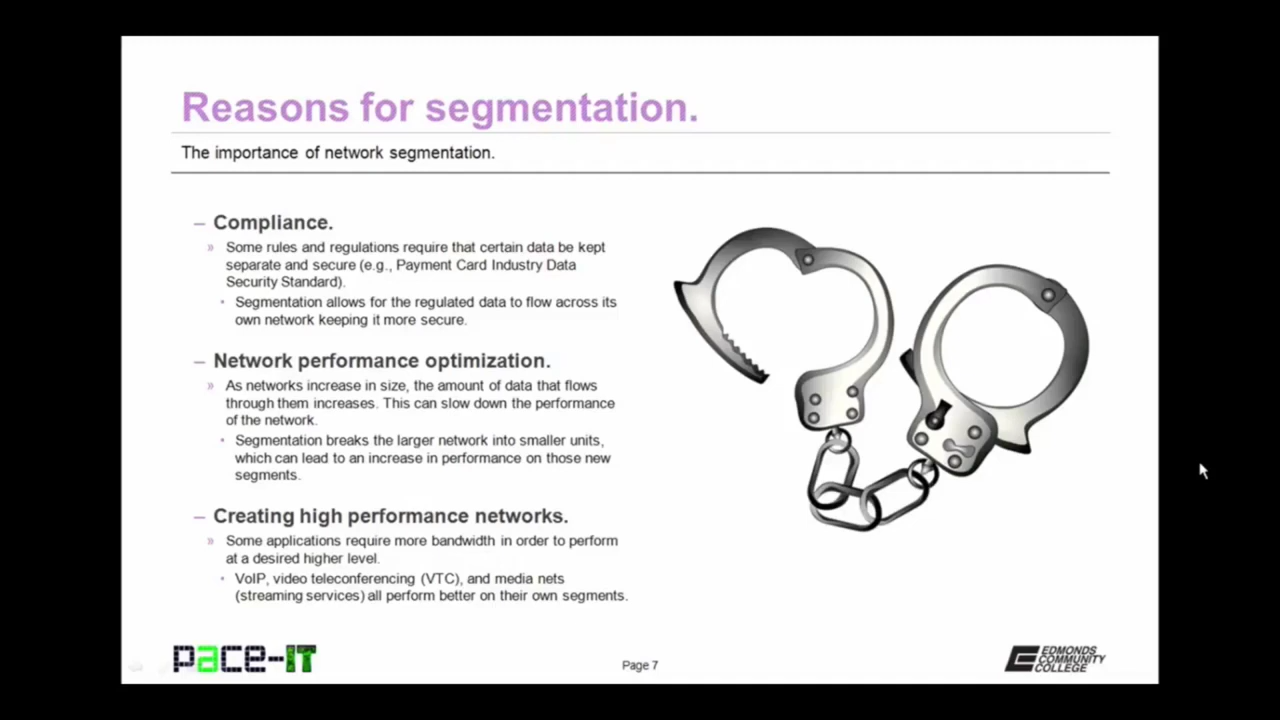 Reasons for segmentation.
The importance of network segmentation.
– Compliance.
» Some rules and regulations require that certain data be kept
separate and secure (e.g., Payment Card Industry Data
Security Standard).
• Segmentation allows for the regulated data to flow across its
own network keeping it more secure.
– Network performance optimization.
» As networks increase in size, the amount of data that flows
through them increases. This can slow down the performance
of the network.
• Segmentation breaks the larger network into smaller units,
which can lead to an increase in performance on those new
segments.
– Creating high performance networks.
» Some applications require more bandwidth in order to perform
at a desired higher level.
• VoIP, video teleconferencing (VTC), and media nets
(streaming services) all perform better on their own segments.
pace-IT
Page 7
EDMONDS
COMMUNITY
COLLEGE